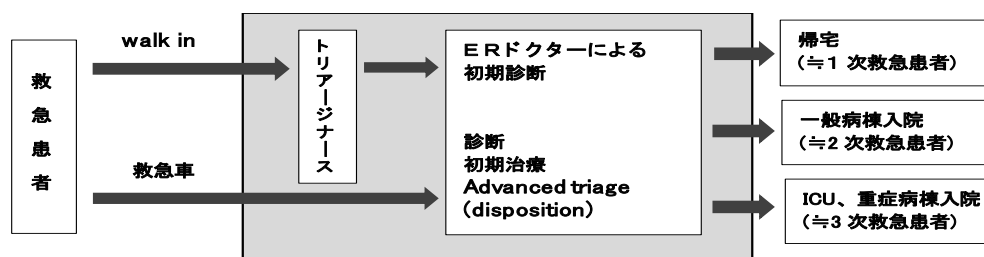 救急患者
walk in
救急車
トリアージナース
ERドクターによる
初期診断
診断
初期治療
Advanced triage
(disposition)
帰宅
(≒1 次救急患者)
一般病棟入院
(≒2 次救急患者)
ICU、重症病棟入院
(≒3 次救急患者)